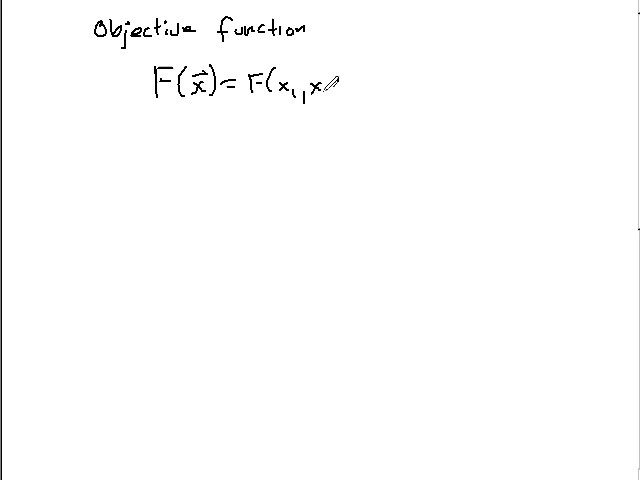 Objective function
F(x⃗) = F(x₁, x